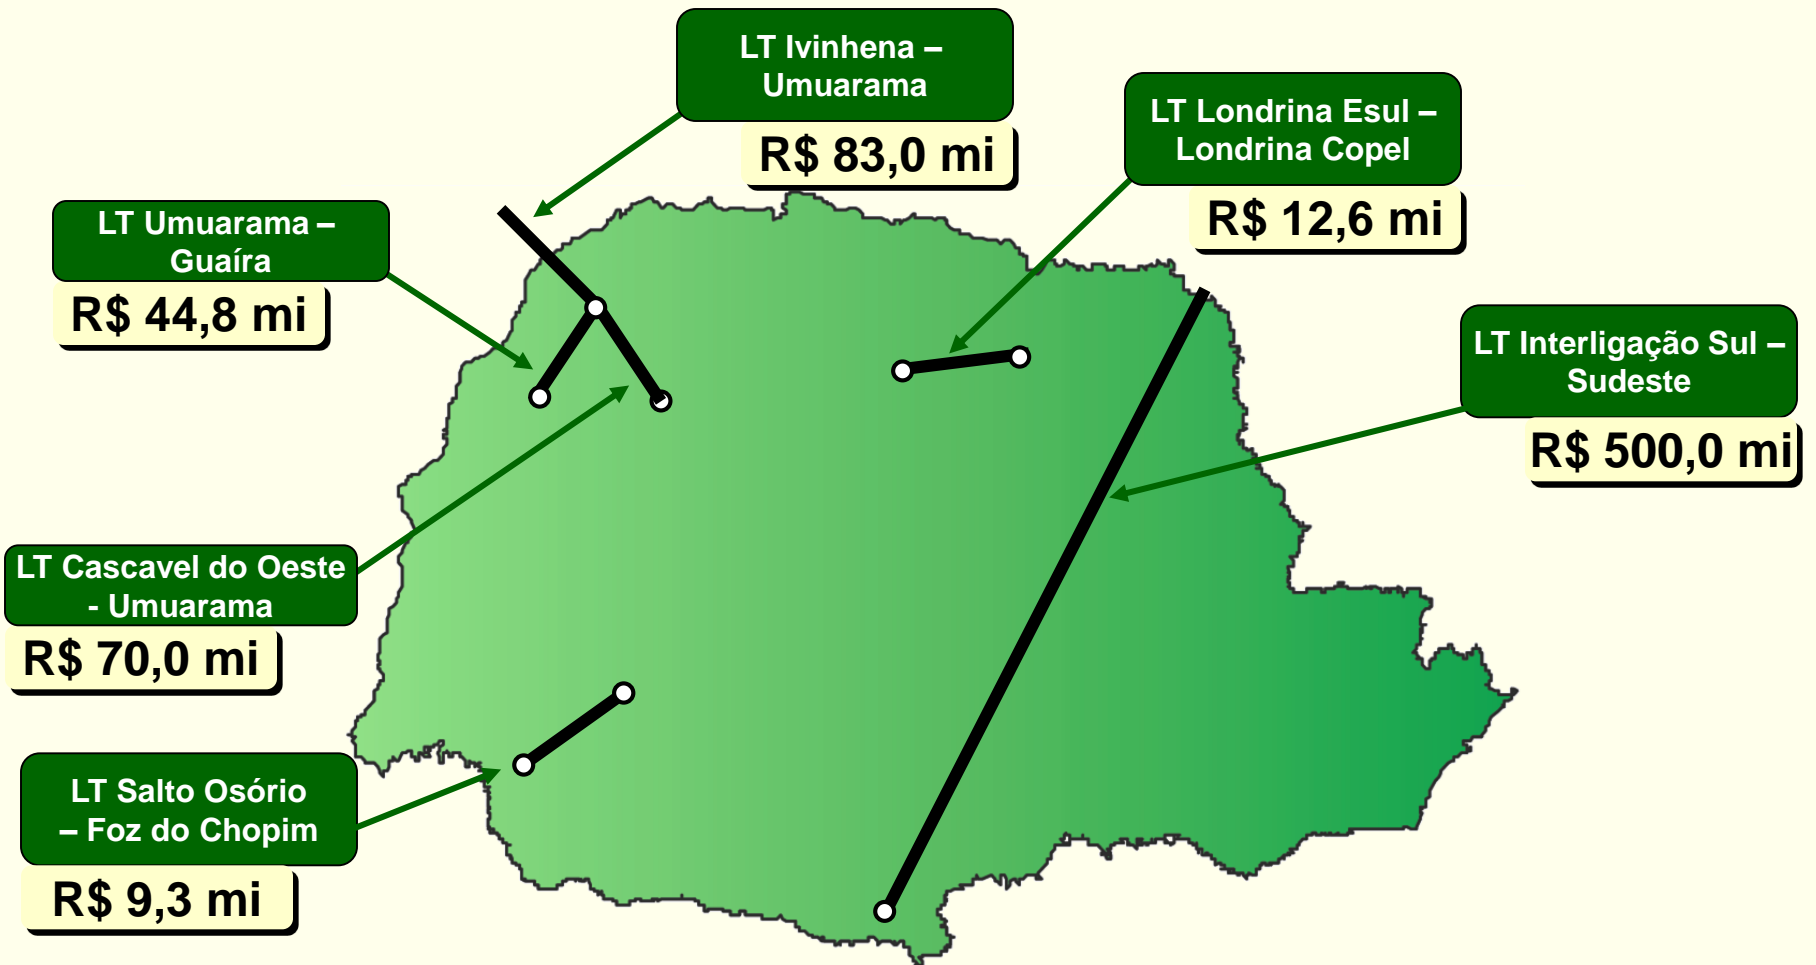 LT Ivinhena –
Umuarama
R$ 83,0 mi
LT Londrina Esul –
Londrina Copel
R$ 12,6 mi
LT Umuarama –
Guaíra
R$ 44,8 mi
LT Interligação Sul –
Sudeste
R$ 500,0 mi
LT Cascavel do Oeste
- Umuarama
R$ 70,0 mi
LT Salto Osório
– Foz do Chopim
R$ 9,3 mi